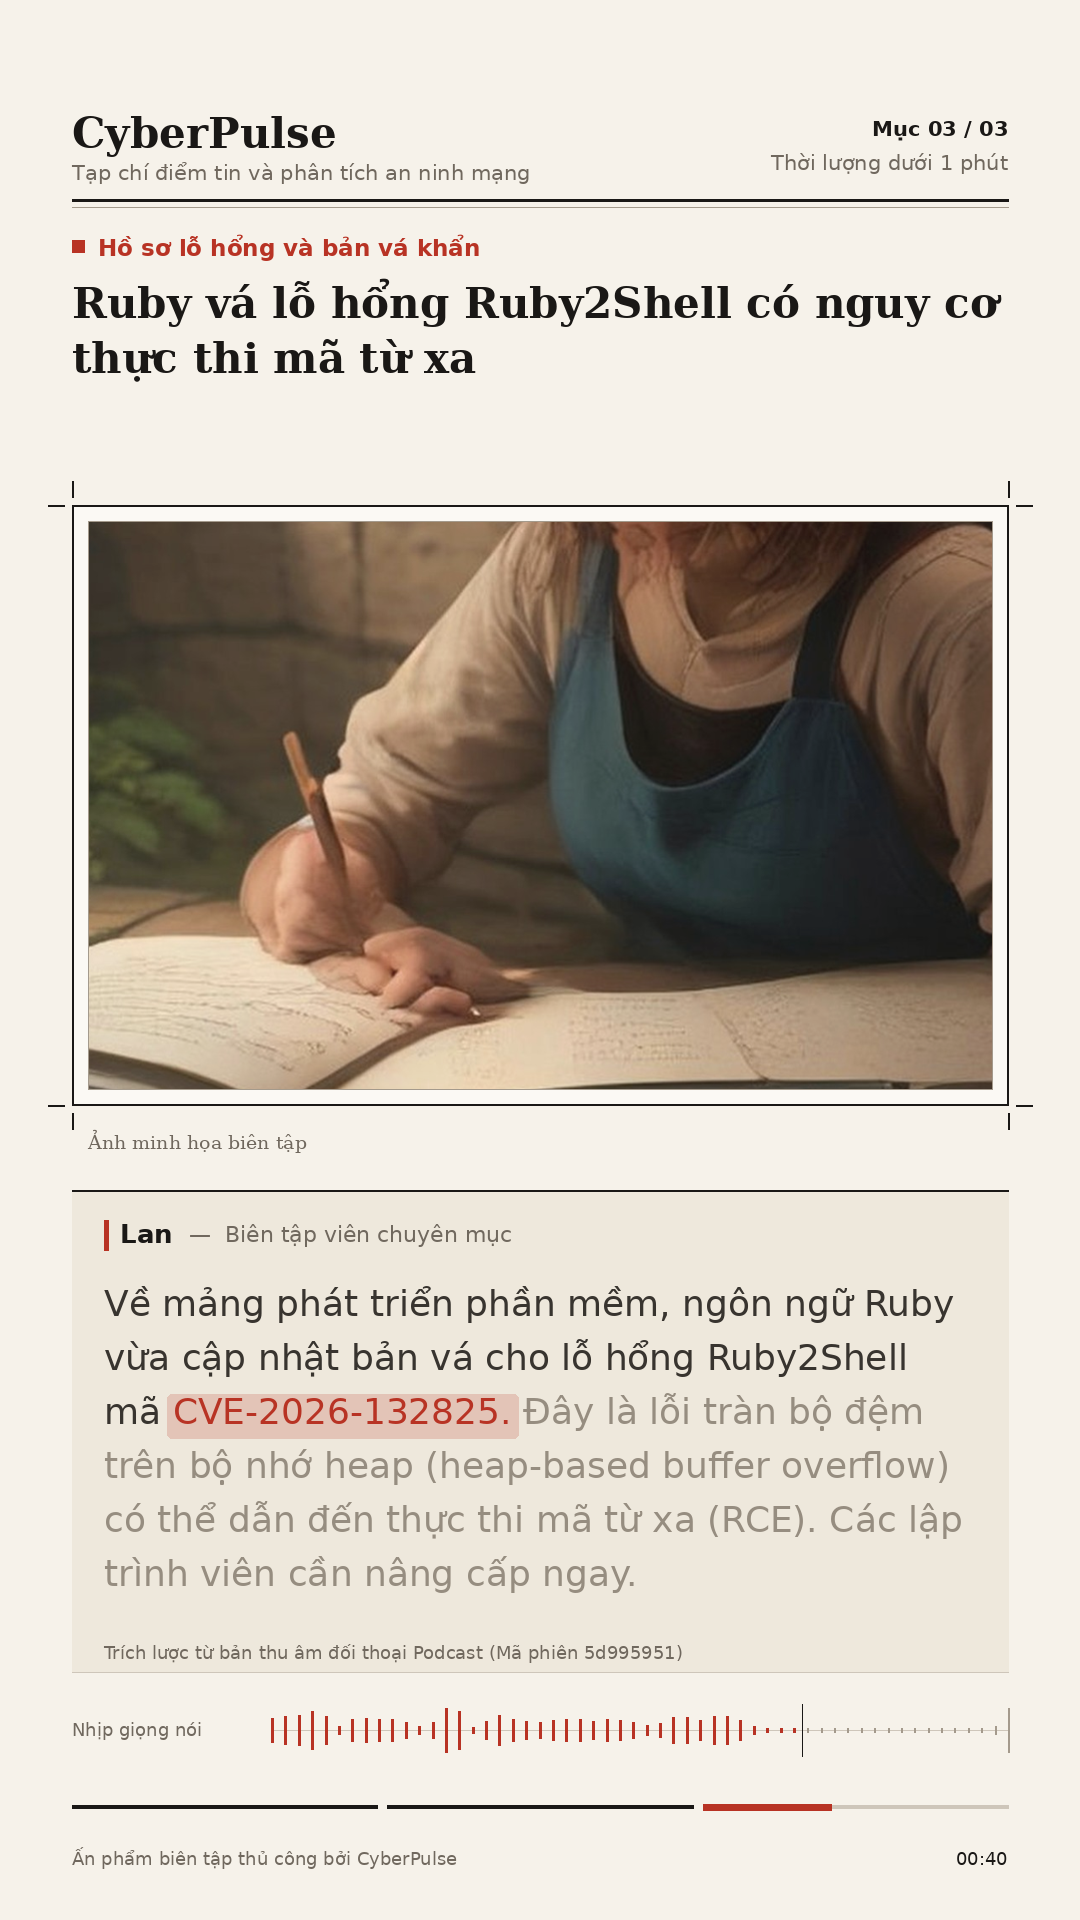 CyberPulse
Tạp chí điểm tin và phân tích an ninh mạng
Mục 03 / 03
Thời lượng dưới 1 phút
Hồ sơ lỗ hổng và bản vá khẩn
Ruby vá lỗ hổng Ruby2Shell có nguy cơ
thực thi mã từ xa
Ảnh minh họa biên tập
Lan — Biên tập viên chuyên mục
Về mảng phát triển phần mềm, ngôn ngữ Ruby
vừa cập nhật bản vá cho lỗ hổng Ruby2Shell
mã CVE-2026-132825. Đây là lỗi tràn bộ đệm
trên bộ nhớ heap (heap-based buffer overflow)
có thể dẫn đến thực thi mã từ xa (RCE). Các lập
trình viên cần nâng cấp ngay.
Trích lược từ bản thu âm đối thoại Podcast (Mã phiên 5d995951)
Nhịp giọng nói
Ấn phẩm biên tập thủ công bởi CyberPulse
00:40